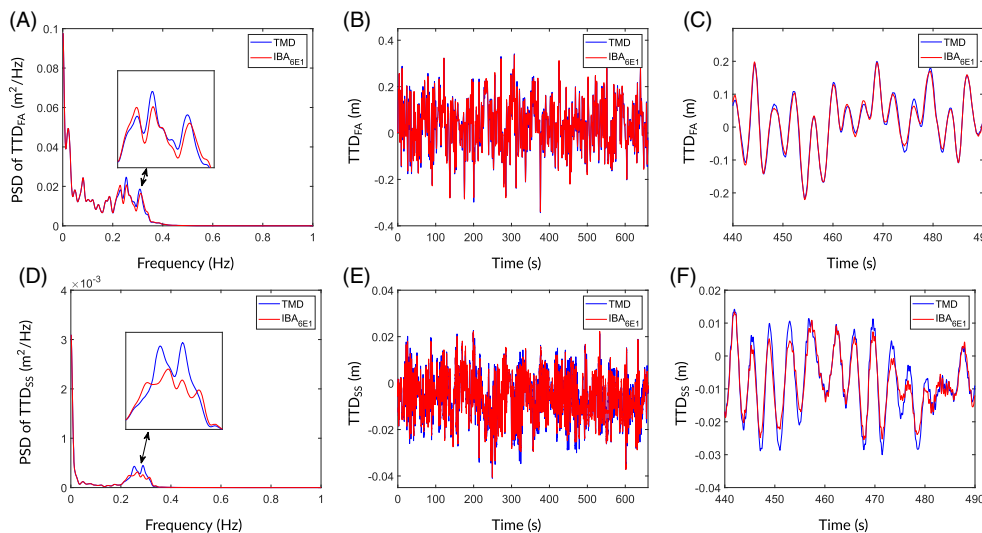 (A)
PSD of TTD_FA (m²/Hz)
0.1
0.08
0.06
0.04
0.02
0
0 0.2 0.4 0.6 0.8 1
Frequency (Hz)
TMD
IBA_6E1
(B)
TTD_FA (m)
0.4
0.2
0
-0.2
-0.4
0 100 200 300 400 500 600
Time (s)
TMD
IBA_6E1
(C)
TTD_FA (m)
0.3
0.2
0.1
0
-0.1
0.2
440 450 460 470 480 490
Time (s)
TMD
IBA_6E1
(D)
×10⁻³
PSD of TTD_SS (m²/Hz)
4
3
2
1
0
0 0.2 0.4 0.6 0.8 1
Frequency (Hz)
TMD
IBA_6E1
(E)
TTD_SS (m)
0.04
0.02
0
-0.02
-0.04
0 100 200 300 400 500 600
Time (s)
TMD
IBA_6E1
(F)
TTD_SS (m)
0.02
0.01
0
-0.01
-0.02
-0.03
-0.04
440 450 460 470 480 490
Time (s)
TMD
IBA_6E1